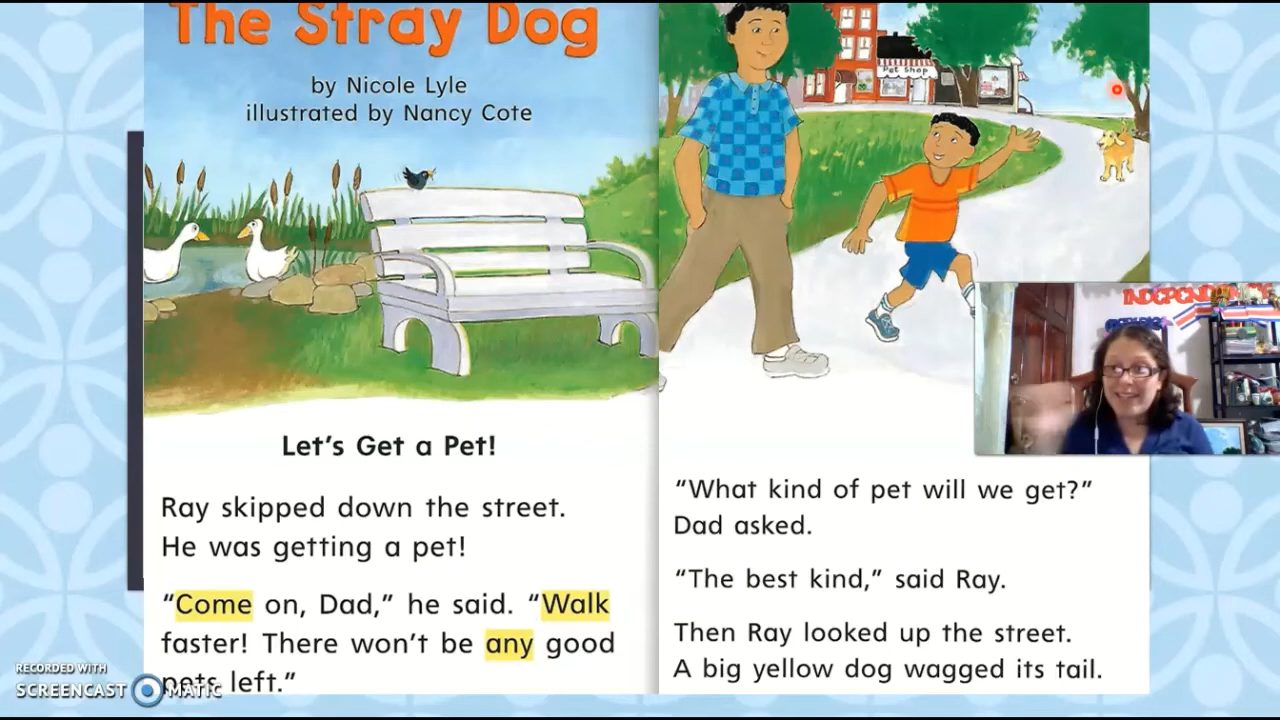 The Stray Dog
by Nicole Lyle
illustrated by Nancy Cote
Let's Get a Pet!
Ray skipped down the street.
He was getting a pet!
"Come on, Dad," he said. "Walk
faster! There won't be any good
pets left."
Pet Shop
"What kind of pet will we get?"
Dad asked.
"The best kind," said Ray.
Then Ray looked up the street.
A big yellow dog wagged its tail.
RECORDED WITH
SCREENCAST MATIC